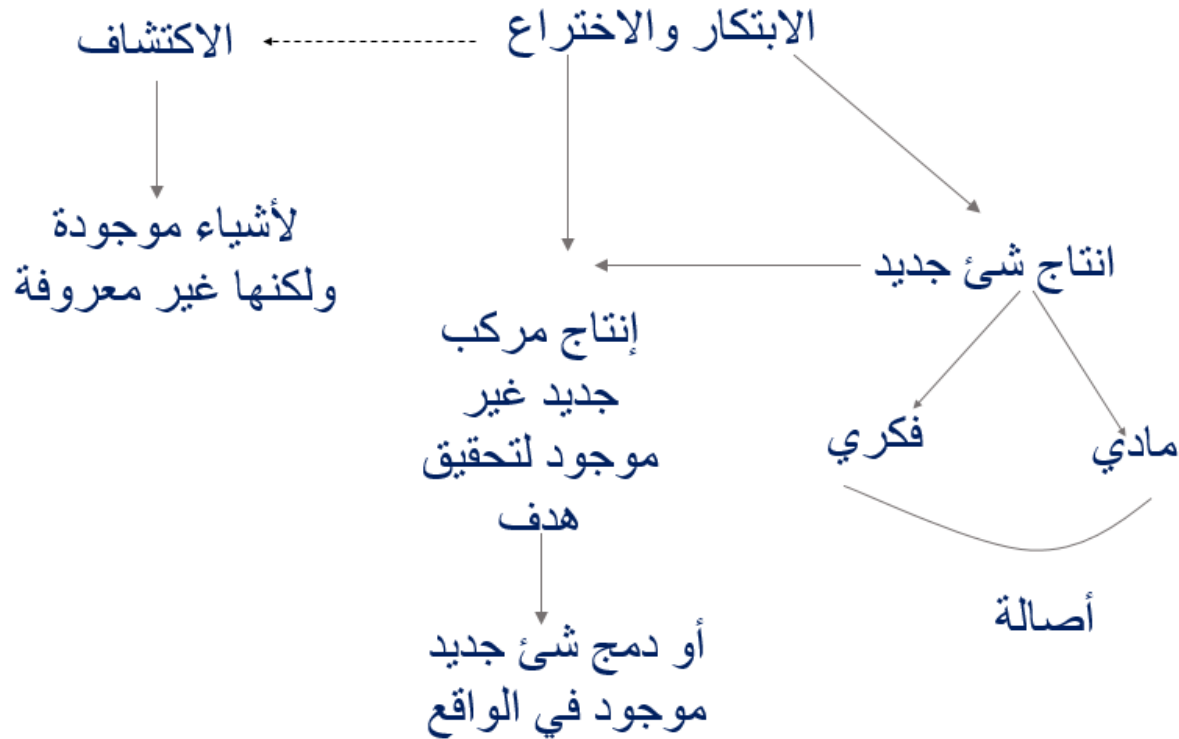 الابتكار والاختراع
الاكتشاف
لأشياء موجودة
ولكنها غير معروفة
انتاج شئ جديد
إنتاج مركب
جديد غير
موجود لتحقيق
هدف
مادي
فكري
أصالة
أو دمج شئ جديد
موجود في الواقع